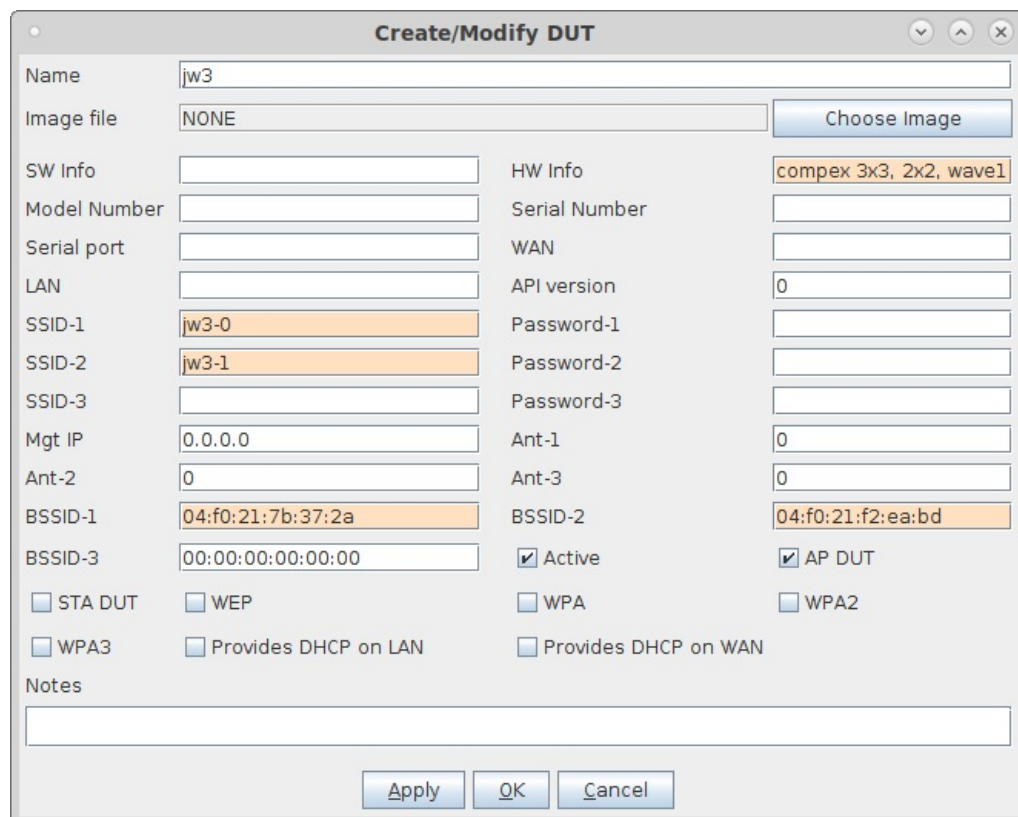 Create/Modify DUT
Name jw3
Image file NONE Choose Image
SW Info HW Info compex 3x3, 2x2, wave1
Model Number Serial Number
Serial port WAN
LAN API version 0
SSID-1 jw3-0 Password-1
SSID-2 jw3-1 Password-2
SSID-3 Password-3
Mgt IP 0.0.0.0 Ant-1 0
Ant-2 0 Ant-3 0
BSSID-1 04:f0:21:7b:37:2a BSSID-2 04:f0:21:f2:ea:bd
BSSID-3 00:00:00:00:00:00 Active AP DUT
STA DUT WEP WPA WPA2
WPA3 Provides DHCP on LAN Provides DHCP on WAN
Notes
Apply OK Cancel